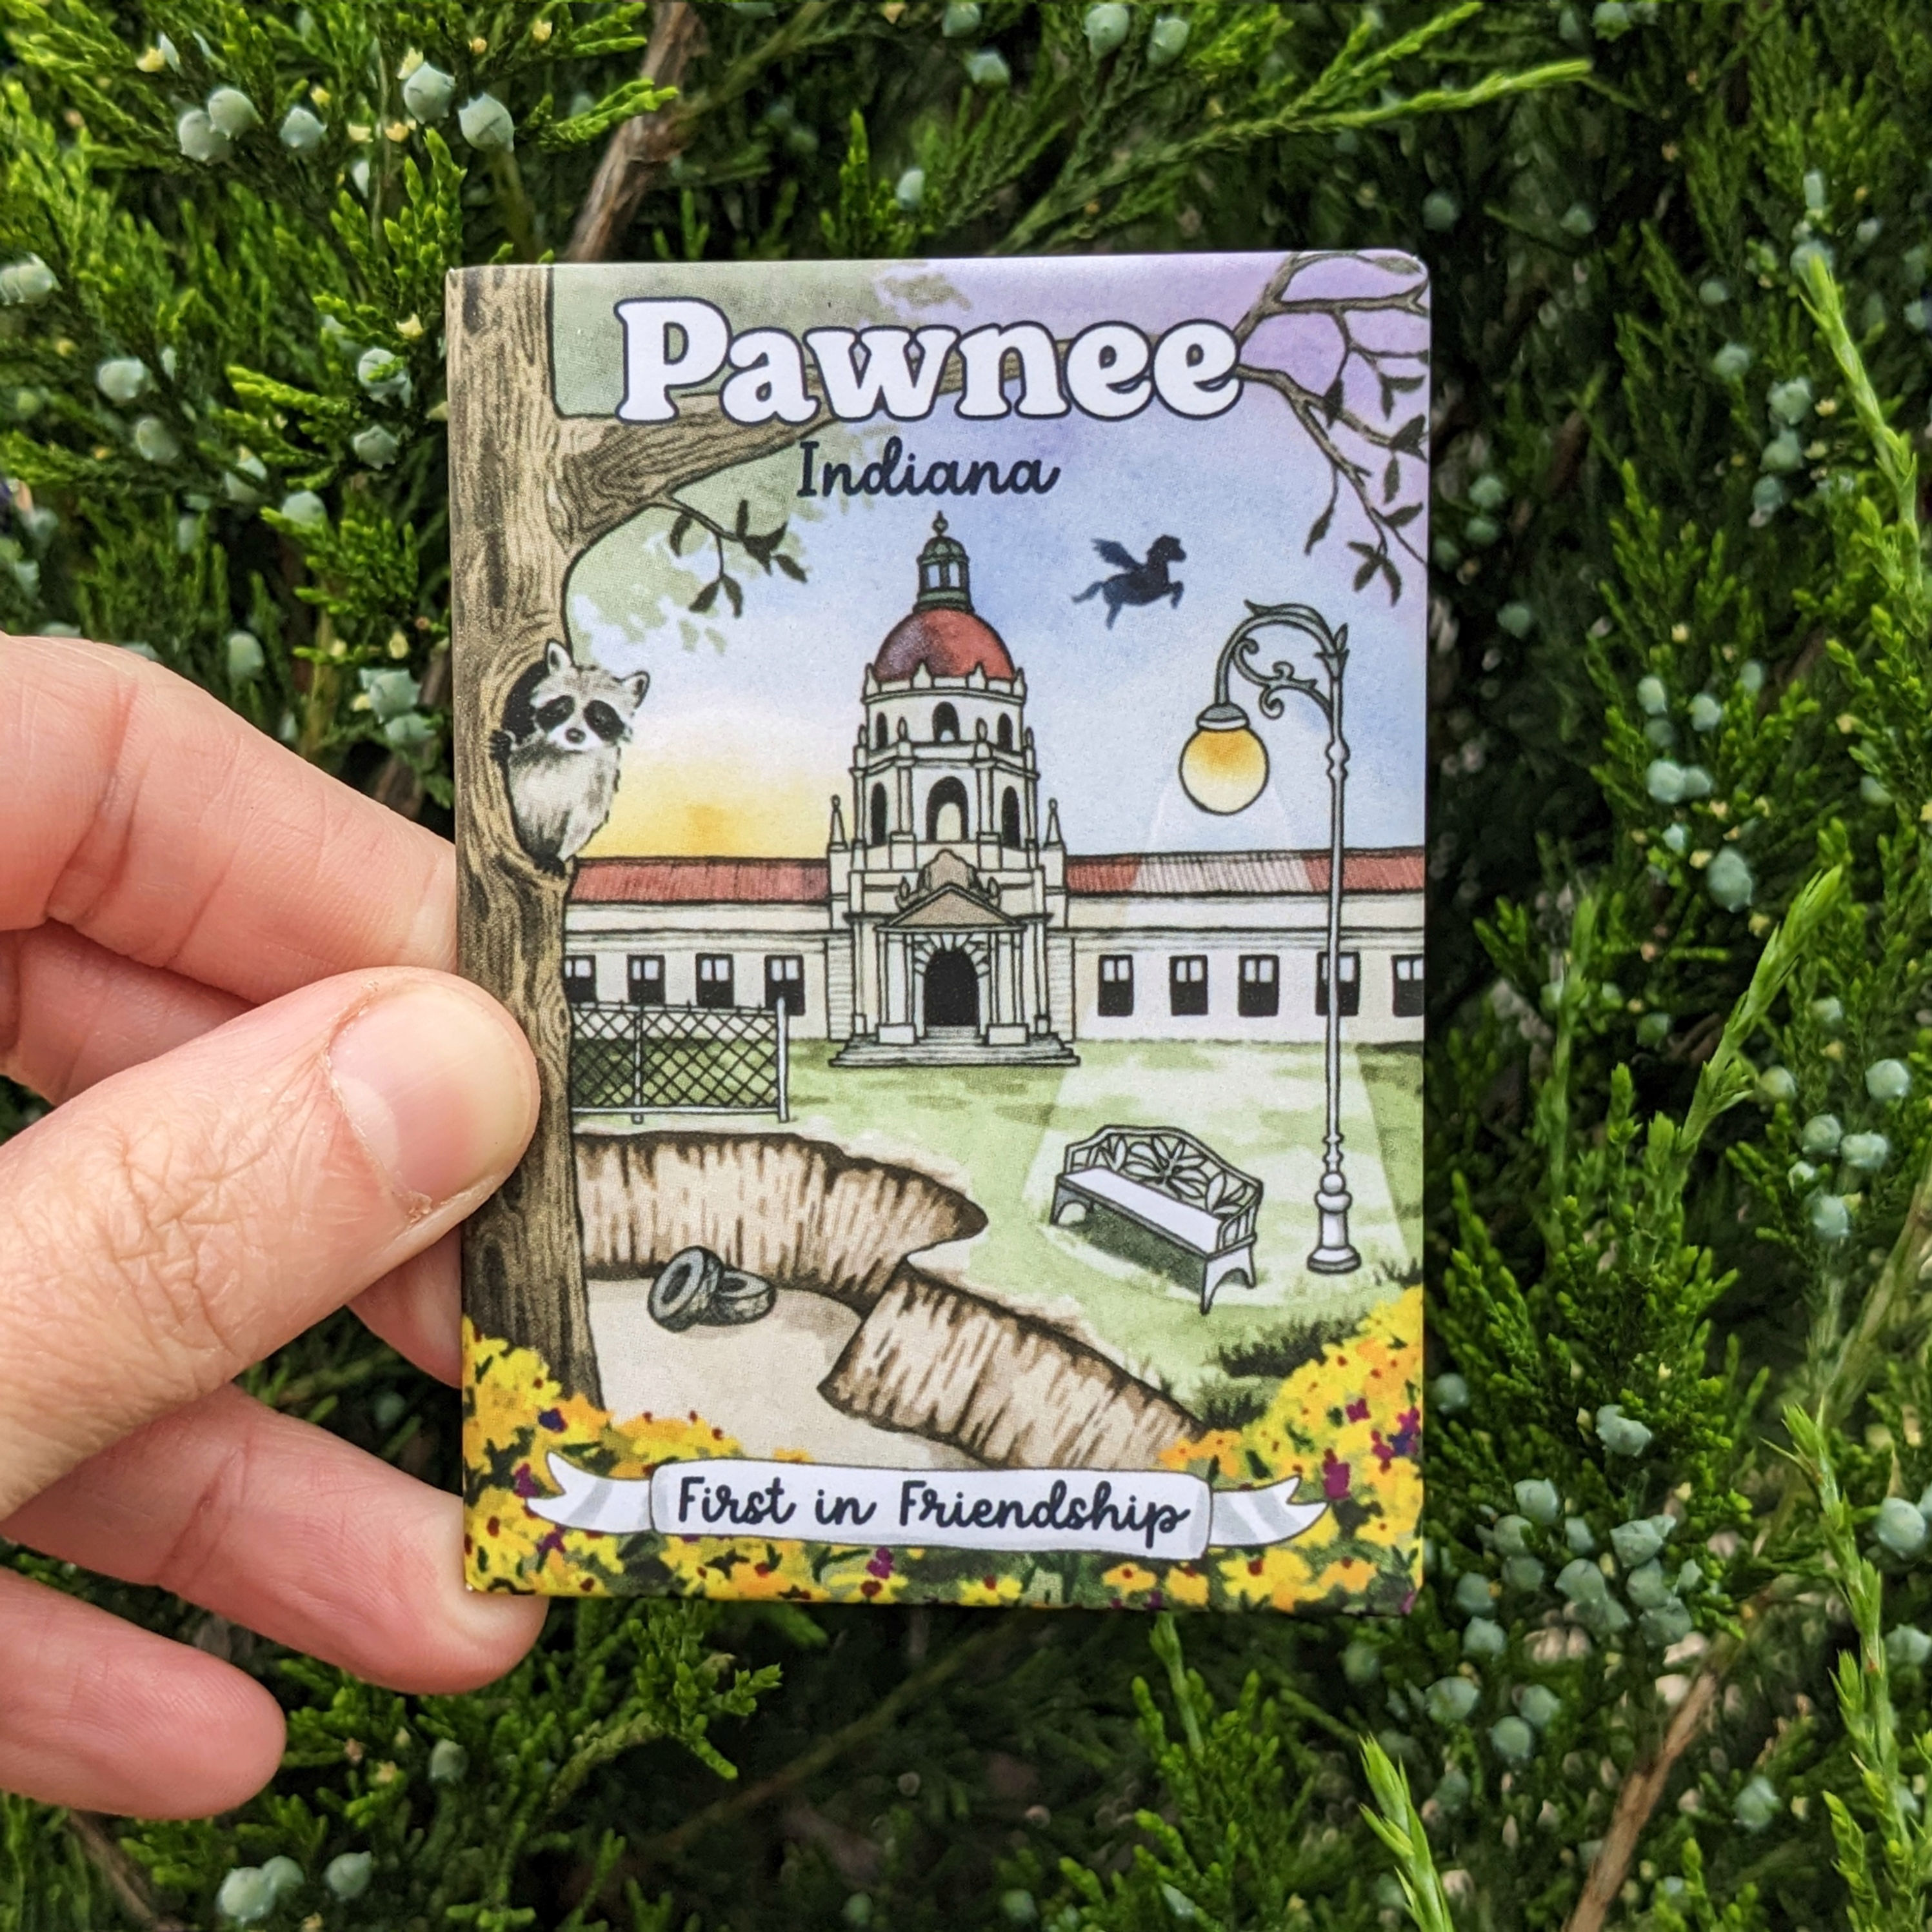 Pawnee
Indiana
First in Friendship